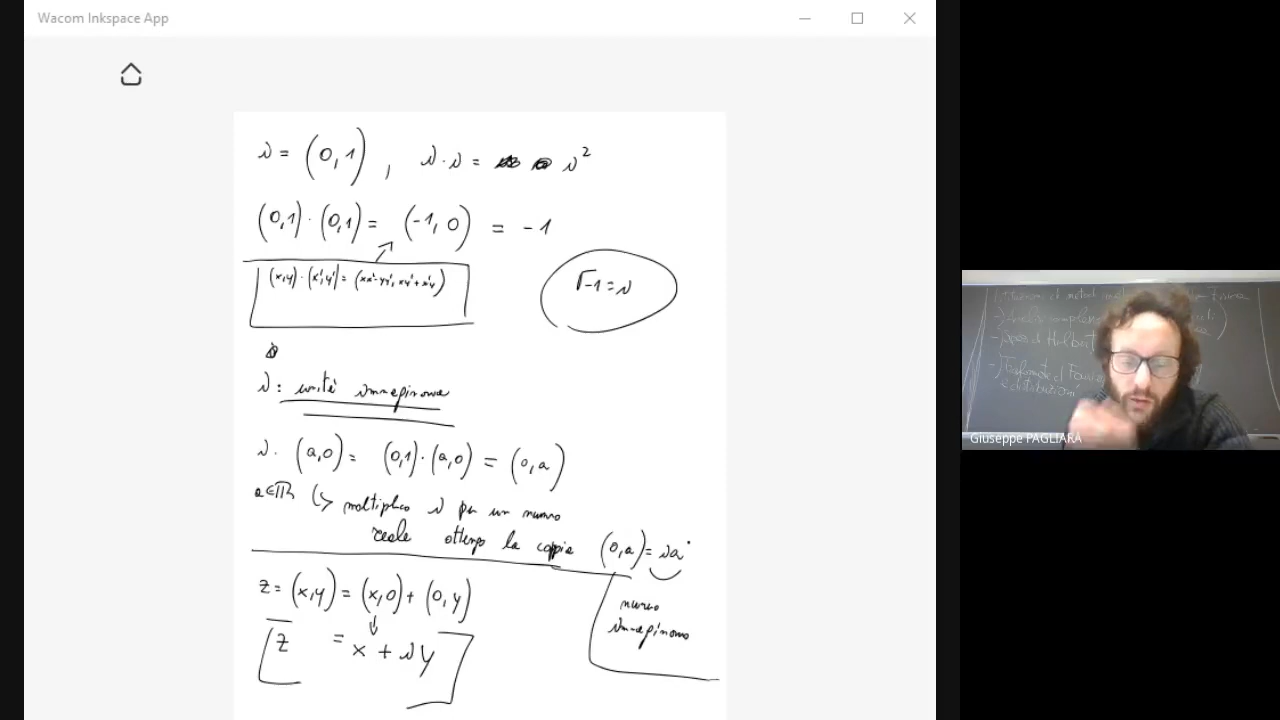 Wacom Inkspace App
i = (0,1) , i·i = i²
(0,1)·(0,1) = (-1,0) = -1
(x,y)·(x',y') = (xx'-yy', xy'+x'y)
√-1 = i
i: unità immaginaria
i·(a,0) = (0,1)·(a,0) = (0,a)
a∈ℝ ↳ moltiplico i per un numero
reale ottengo la coppia (0,a) = ia
numero
immaginario
z = (x,y) = (x,0) + (0,y)
z = x + iy
Giuseppe PAGLIARA